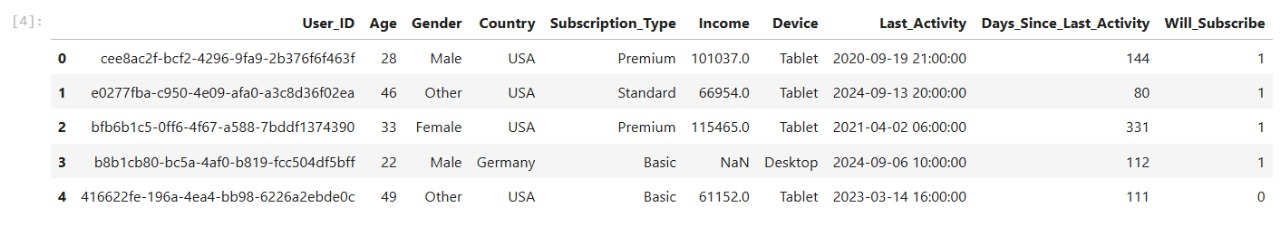 [4]:
User_ID Age Gender Country Subscription_Type Income Device Last_Activity Days_Since_Last_Activity Will_Subscribe
0 cee8ac2f-bcf2-4296-9fa9-2b376f6f463f 28 Male USA Premium 101037.0 Tablet 2020-09-19 21:00:00 144 1
1 e0277fba-c950-4e09-afa0-a3c8d36f02ea 46 Other USA Standard 66954.0 Tablet 2024-09-13 20:00:00 80 1
2 bfb6b1c5-0ff6-4f67-a588-7bddf1374390 33 Female USA Premium 115465.0 Tablet 2021-04-02 06:00:00 331 1
3 b8b1cb80-bc5a-4af0-b819-fcc504df5bff 22 Male Germany Basic NaN Desktop 2024-09-06 10:00:00 112 1
4 416622fe-196a-4ea4-bb98-6226a2ebde0c 49 Other USA Basic 61152.0 Tablet 2023-03-14 16:00:00 111 0